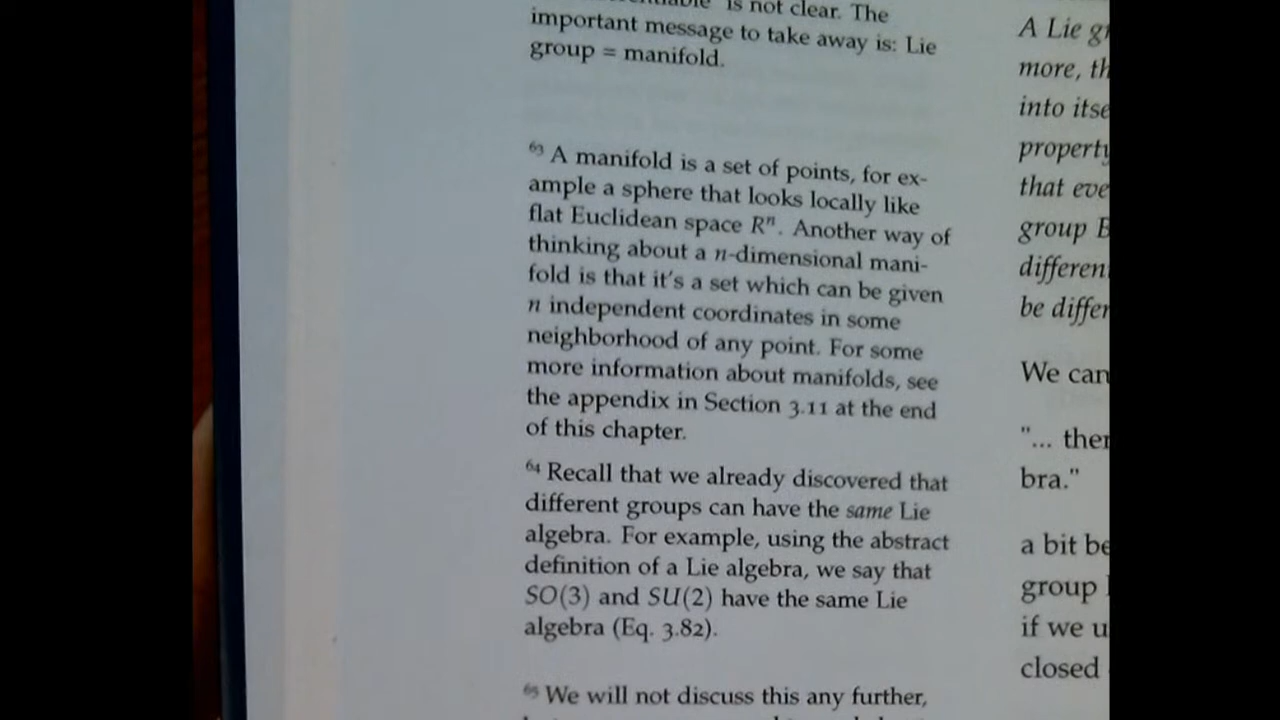 is not clear. The
important message to take away is: Lie
group = manifold.
63 A manifold is a set of points, for ex-
ample a sphere that looks locally like
flat Euclidean space Rⁿ. Another way of
thinking about a n-dimensional mani-
fold is that it's a set which can be given
n independent coordinates in some
neighborhood of any point. For some
more information about manifolds, see
the appendix in Section 3.11 at the end
of this chapter.
64 Recall that we already discovered that
different groups can have the same Lie
algebra. For example, using the abstract
definition of a Lie algebra, we say that
SO(3) and SU(2) have the same Lie
algebra (Eq. 3.82).
65 We will not discuss this any further,
A Lie
more,
into
property
that
group
be
We can
"...
bra."
a bit
group
if we
closed